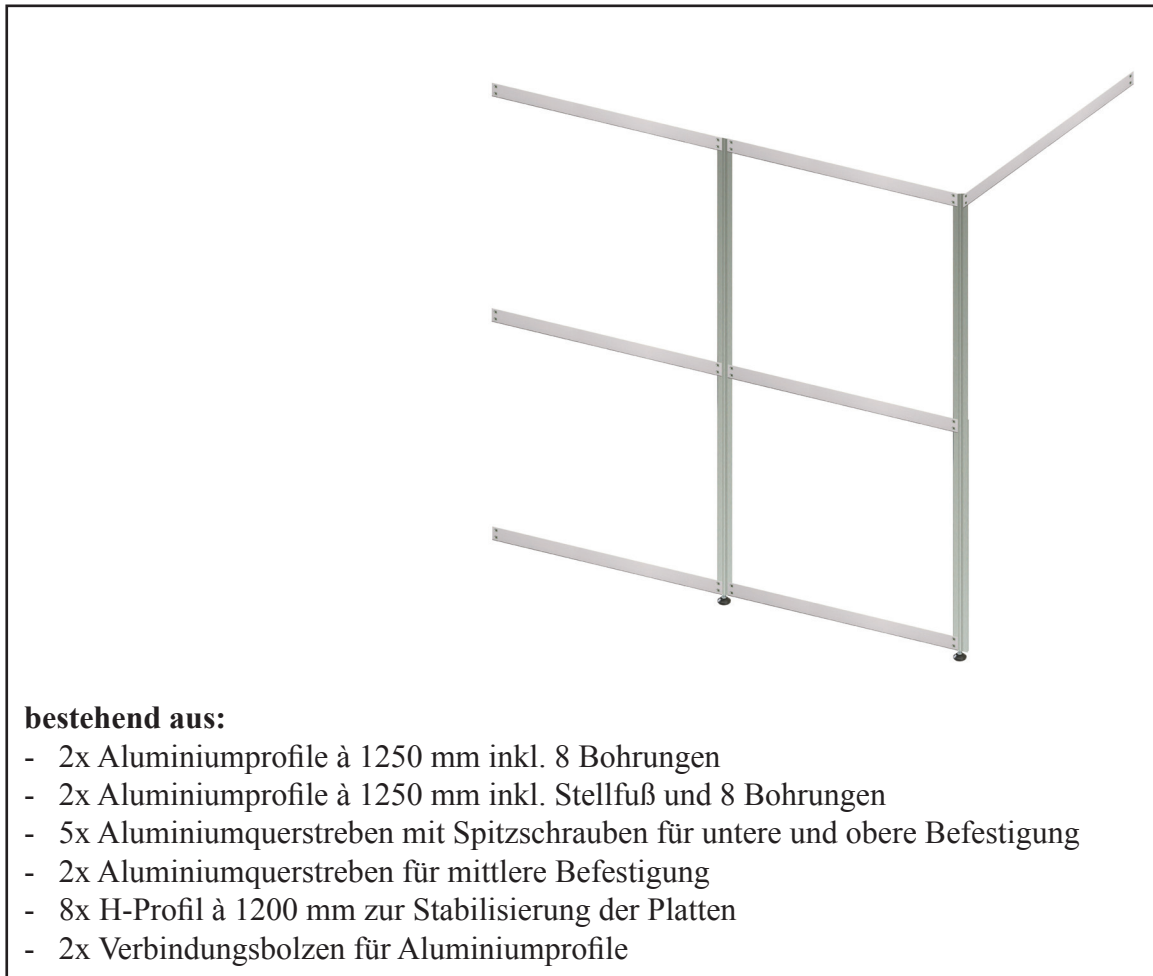 bestehend aus:
- 2x Aluminiumprofile à 1250 mm inkl. 8 Bohrungen
- 2x Aluminiumprofile à 1250 mm inkl. Stellfuß und 8 Bohrungen
- 5x Aluminiumquerstreben mit Spitzschrauben für untere und obere Befestigung
- 2x Aluminiumquerstreben für mittlere Befestigung
- 8x H-Profil à 1200 mm zur Stabilisierung der Platten
- 2x Verbindungsbolzen für Aluminiumprofile